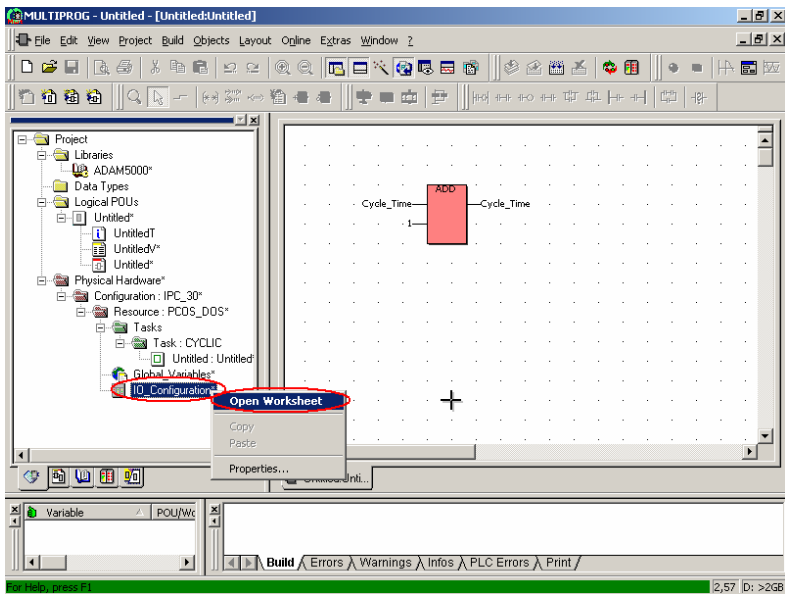 MULTIPROG - Untitled - [Untitled:Untitled]
File Edit View Project Build Objects Layout Online Extras Window ?
Project
Libraries
ADAM5000*
Data Types
Logical POUs
Untitled*
UntitledT
UntitledV*
Untitled*
Physical Hardware*
Configuration : IPC_30*
Resource : PCOS_DOS*
Tasks
Task : CYCLIC
Untitled : Untitled
Global_Variables*
IO_Configuration
Open Worksheet
Copy
Paste
Properties...
ADD
Cycle_Time
Cycle_Time
1
Variable
POU/Wo
Build Errors Warnings Infos PLC Errors Print
For Help, press F1
2,57 D: >2GB